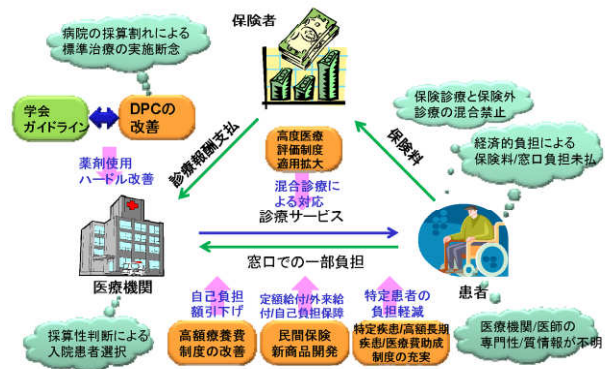 保険者
病院の採算割れによる
標準治療の実施断念
学会
ガイドライン
DPCの
改善
薬剤使用
ハードル改善
診療報酬支払
高度医療
評価制度
適用拡大
混合診療に
よる対応
保険料
保険診療と保険外
診療の混合禁止
経済的負担による
保険料/窓口負担未払
診療サービス
窓口での一部負担
医療機関
患者
採算性判断による
入院患者選択
自己負担
額引下げ
高額療養費
制度の改善
定額給付/外来給
付/自己負担保障
民間保険
新商品開発
特定患者の
負担軽減
特定疾患/高額長期
疾患/医療費助成
制度の充実
医療機関/医師の
専門性/質情報が不明